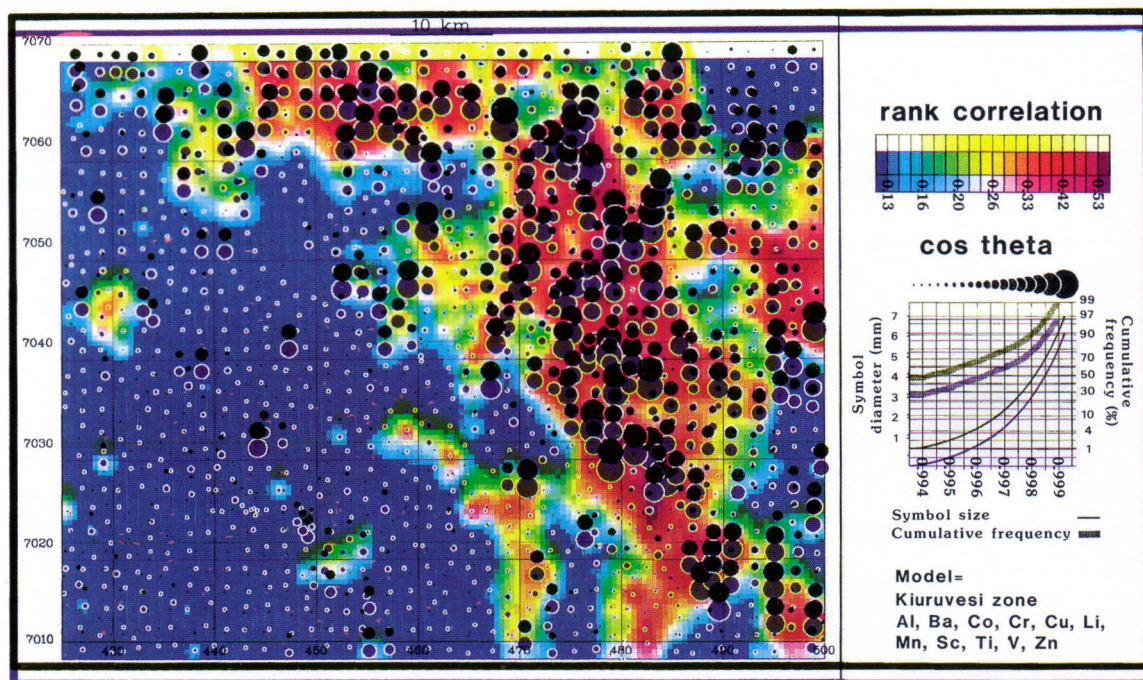 10 km
7070
7060
7050
7040
7030
7020
7010
430 440 450 460 470 480 490 500
rank correlation
0.13 0.16 0.20 0.26 0.33 0.42 0.53
cos theta
Symbol diameter (mm)
7
6
5
4
3
2
1
99
97
90
70
50
30
10
4
1
Cumulative frequency (%)
0.994 0.995 0.996 0.997 0.998 0.999
Symbol size
Cumulative frequency
Model=
Kiuruvesi zone
Al, Ba, Co, Cr, Cu, Li,
Mn, Sc, Ti, V, Zn